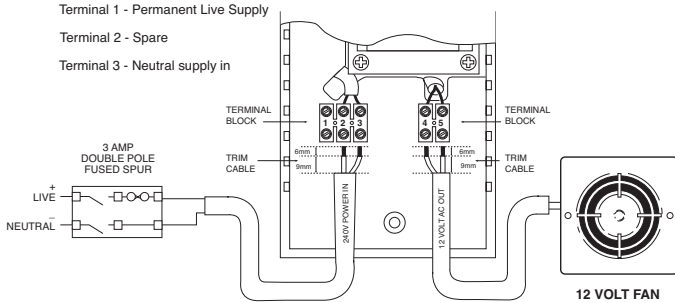 Terminal 1 - Permanent Live Supply
Terminal 2 - Spare
Terminal 3 - Neutral supply in
TERMINAL
BLOCK
1 2 3
4 5
TERMINAL
BLOCK
3 AMP
DOUBLE POLE
FUSED SPUR
TRIM
CABLE
6mm
9mm
6mm
9mm
TRIM
CABLE
+
LIVE
–
NEUTRAL
240V POWER IN
12 VOLT AC OUT
12 VOLT FAN